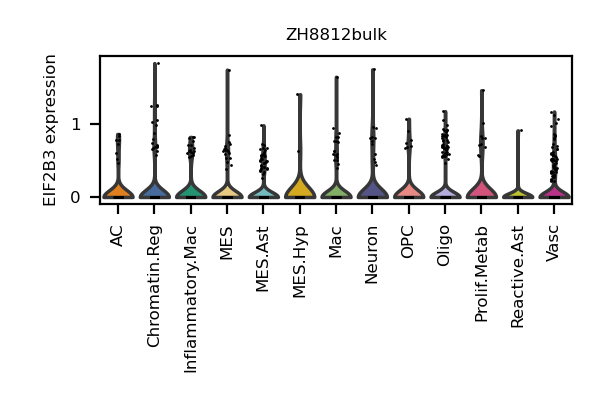 ZH8812bulk
EIF2B3 expression
1
0
AC
Chromatin.Reg
Inflammatory.Mac
MES
MES.Ast
MES.Hyp
Mac
Neuron
OPC
Oligo
Prolif.Metab
Reactive.Ast
Vasc